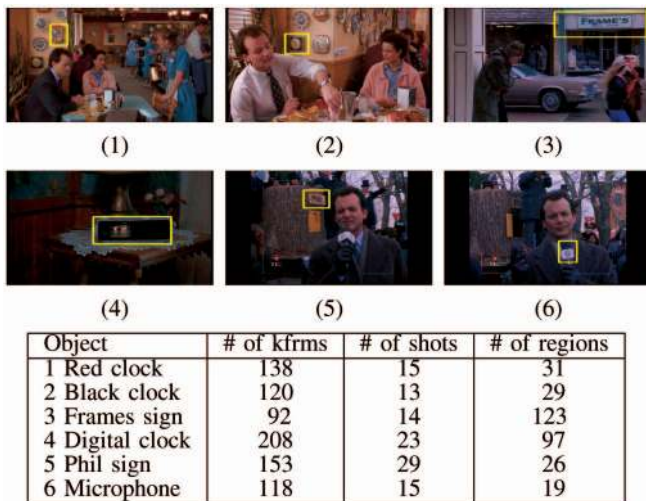 FRAME'S
(1) (2) (3)
(4) (5) (6)
Object # of kfrms # of shots # of regions
1 Red clock 138 15 31
2 Black clock 120 13 29
3 Frames sign 92 14 123
4 Digital clock 208 23 97
5 Phil sign 153 29 26
6 Microphone 118 15 19